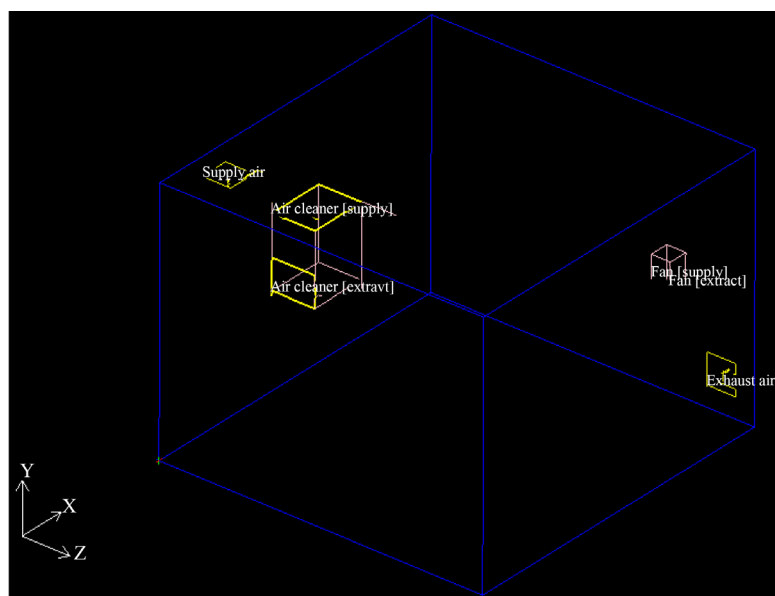 Supply air
Air cleaner [supply]
Air cleaner [extravt]
Fan [supply]
Fan [extract]
Exhaust air
Y
X
Z